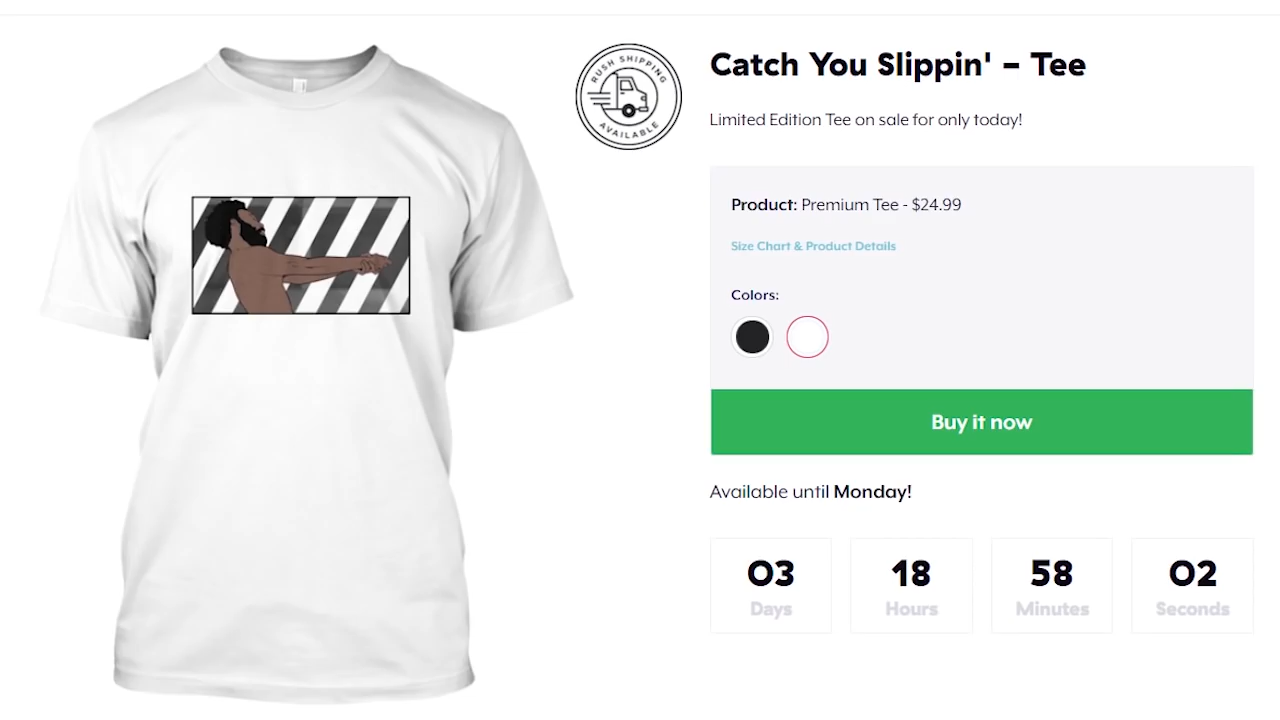 RUSH SHIPPING
AVAILABLE
Catch You Slippin' – Tee
Limited Edition Tee on sale for only today!
Product: Premium Tee - $24.99
Size Chart & Product Details
Colors:
Buy it now
Available until Monday!
03 18 58 02
Days Hours Minutes Seconds